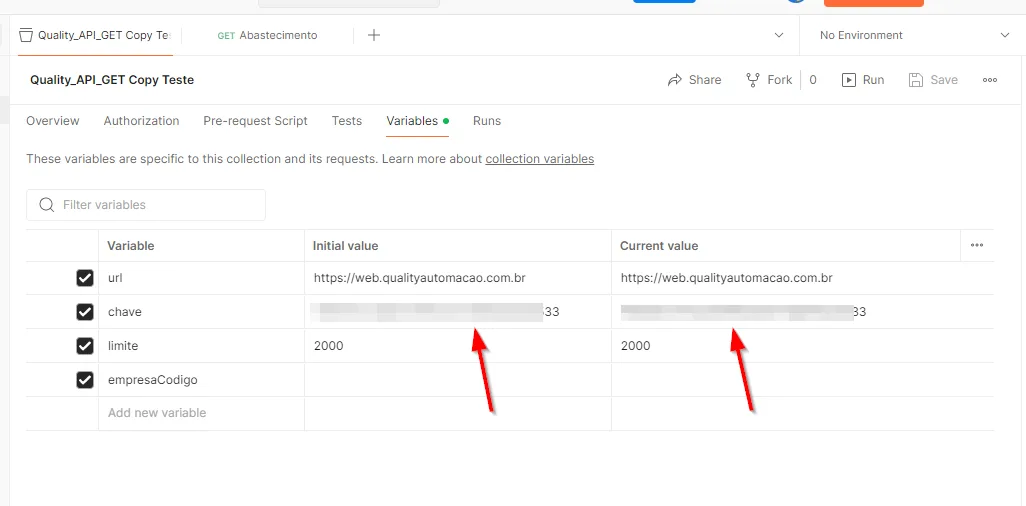 Quality_API_GET Copy Te
GET Abastecimento
No Environment
Quality_API_GET Copy Teste
Share Fork 0 Run Save
Overview Authorization Pre-request Script Tests Variables Runs
These variables are specific to this collection and its requests. Learn more about collection variables
Filter variables
Variable Initial value Current value
url https://web.qualityautomacao.com.br https://web.qualityautomacao.com.br
chave 33 33
limite 2000 2000
empresaCodigo
Add new variable